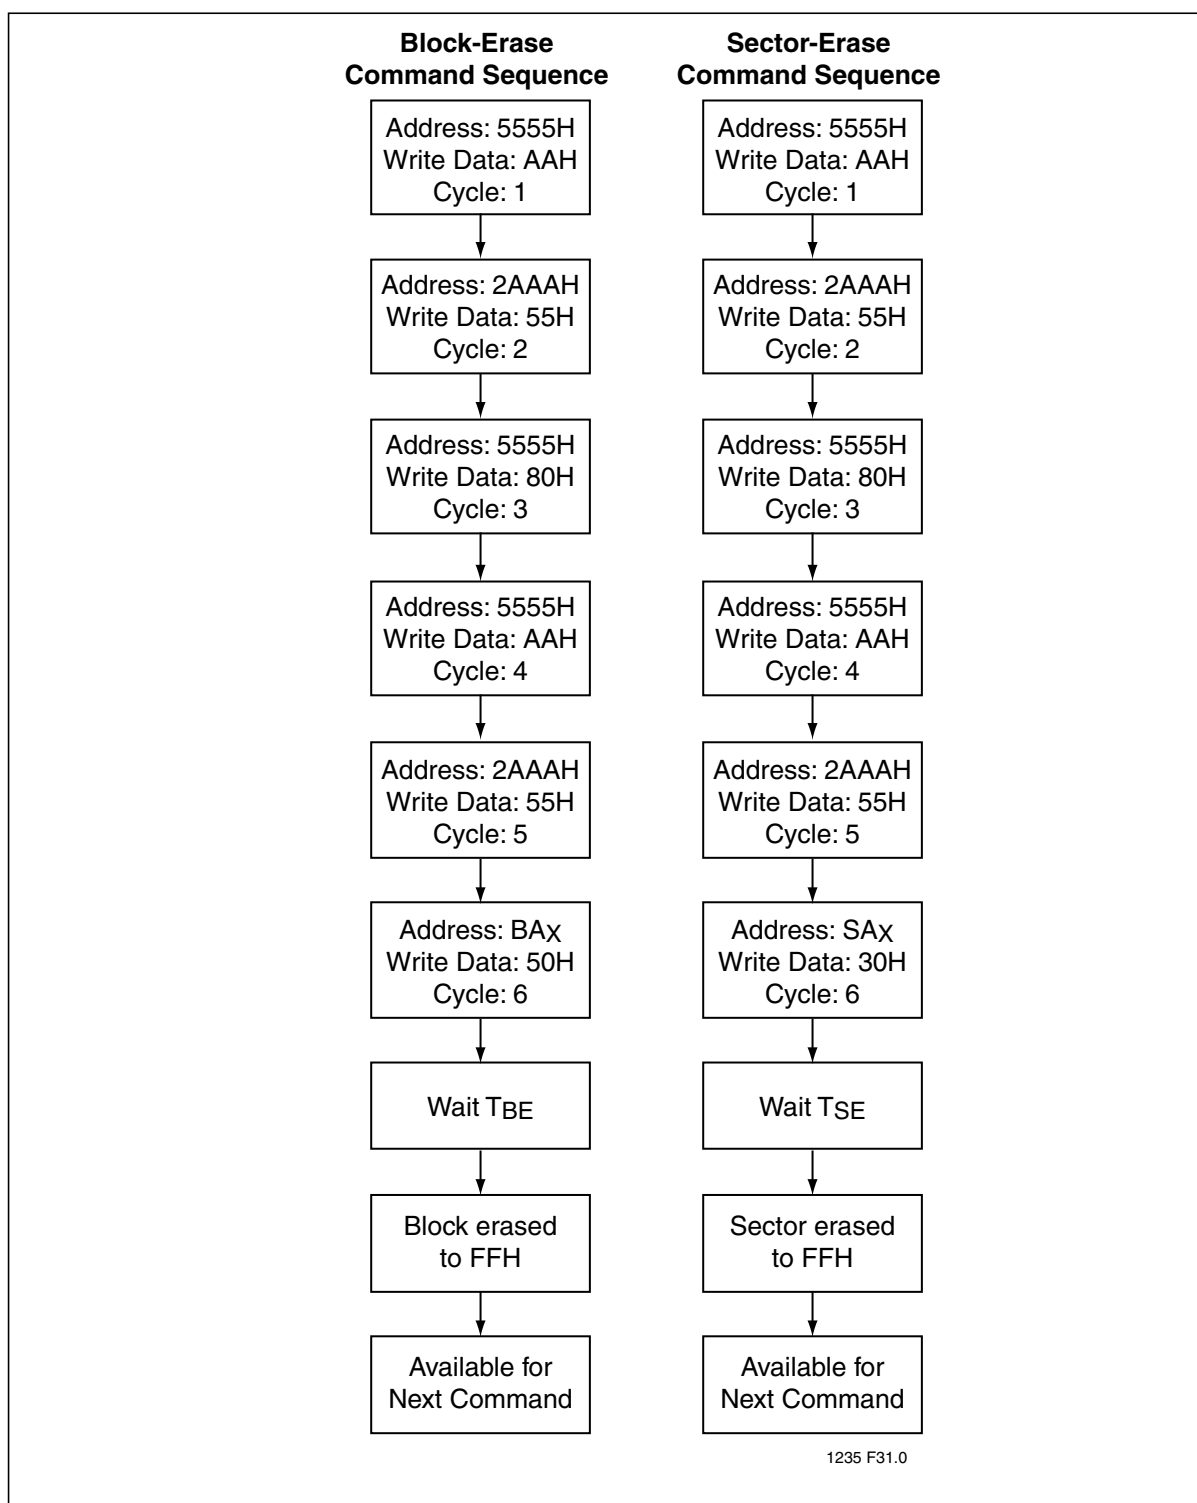 Block-Erase
Command Sequence
Address: 5555H
Write Data: AAH
Cycle: 1
Address: 2AAAH
Write Data: 55H
Cycle: 2
Address: 5555H
Write Data: 80H
Cycle: 3
Address: 5555H
Write Data: AAH
Cycle: 4
Address: 2AAAH
Write Data: 55H
Cycle: 5
Address: BAX
Write Data: 50H
Cycle: 6
Wait TBE
Block erased
to FFH
Available for
Next Command
Sector-Erase
Command Sequence
Address: 5555H
Write Data: AAH
Cycle: 1
Address: 2AAAH
Write Data: 55H
Cycle: 2
Address: 5555H
Write Data: 80H
Cycle: 3
Address: 5555H
Write Data: AAH
Cycle: 4
Address: 2AAAH
Write Data: 55H
Cycle: 5
Address: SAX
Write Data: 30H
Cycle: 6
Wait TSE
Sector erased
to FFH
Available for
Next Command
1235 F31.0